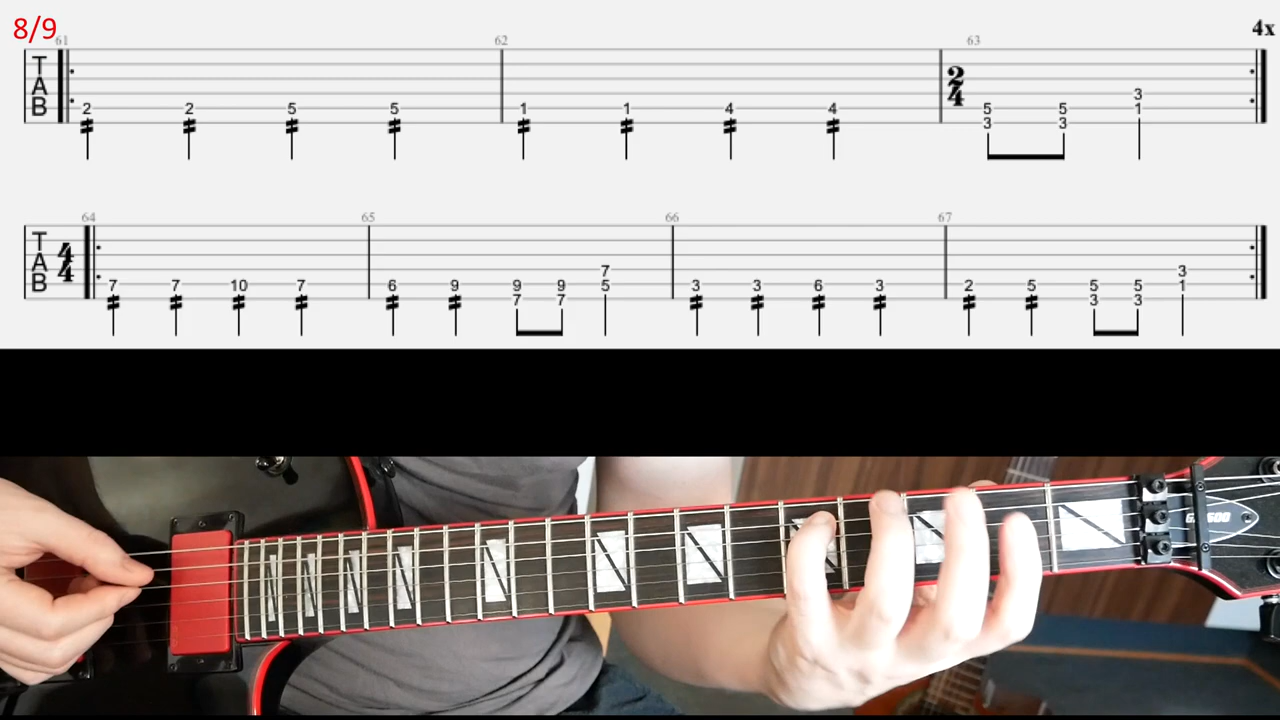 8/9
61 62 63 4x
T
A
B
2 2 5 5 1 1 4 4 2/4 5 5 3
3 3 1
64 65 66 67
T
A
B
4/4 7 7 10 7 6 9 9 9 7 3 3 6 3 2 5 5 5 3
7 7 5 3 3 1